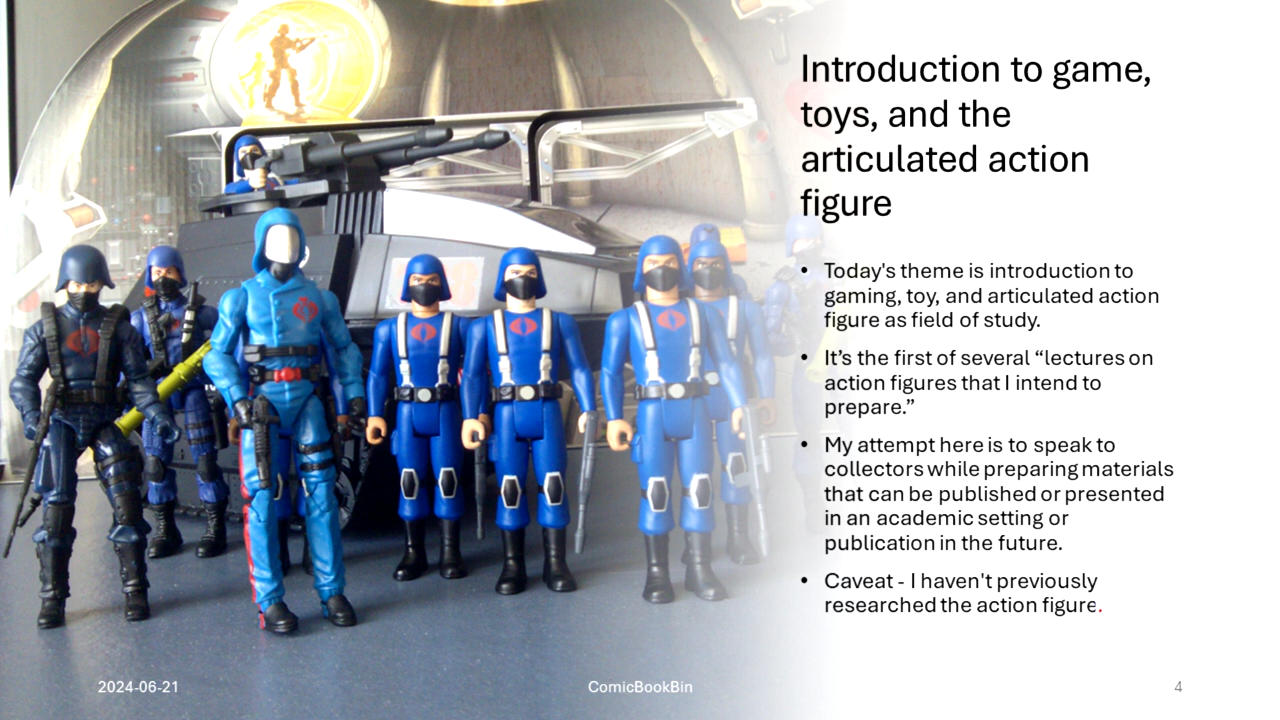 Introduction to game,
toys, and the
articulated action
figure
• Today's theme is introduction to
gaming, toy, and articulated action
figure as field of study.
• It’s the first of several “lectures on
action figures that I intend to
prepare.”
• My attempt here is to speak to
collectors while preparing materials
that can be published or presented
in an academic setting or
publication in the future.
• Caveat - I haven't previously
researched the action figure.
2024-06-21
ComicBookBin
4